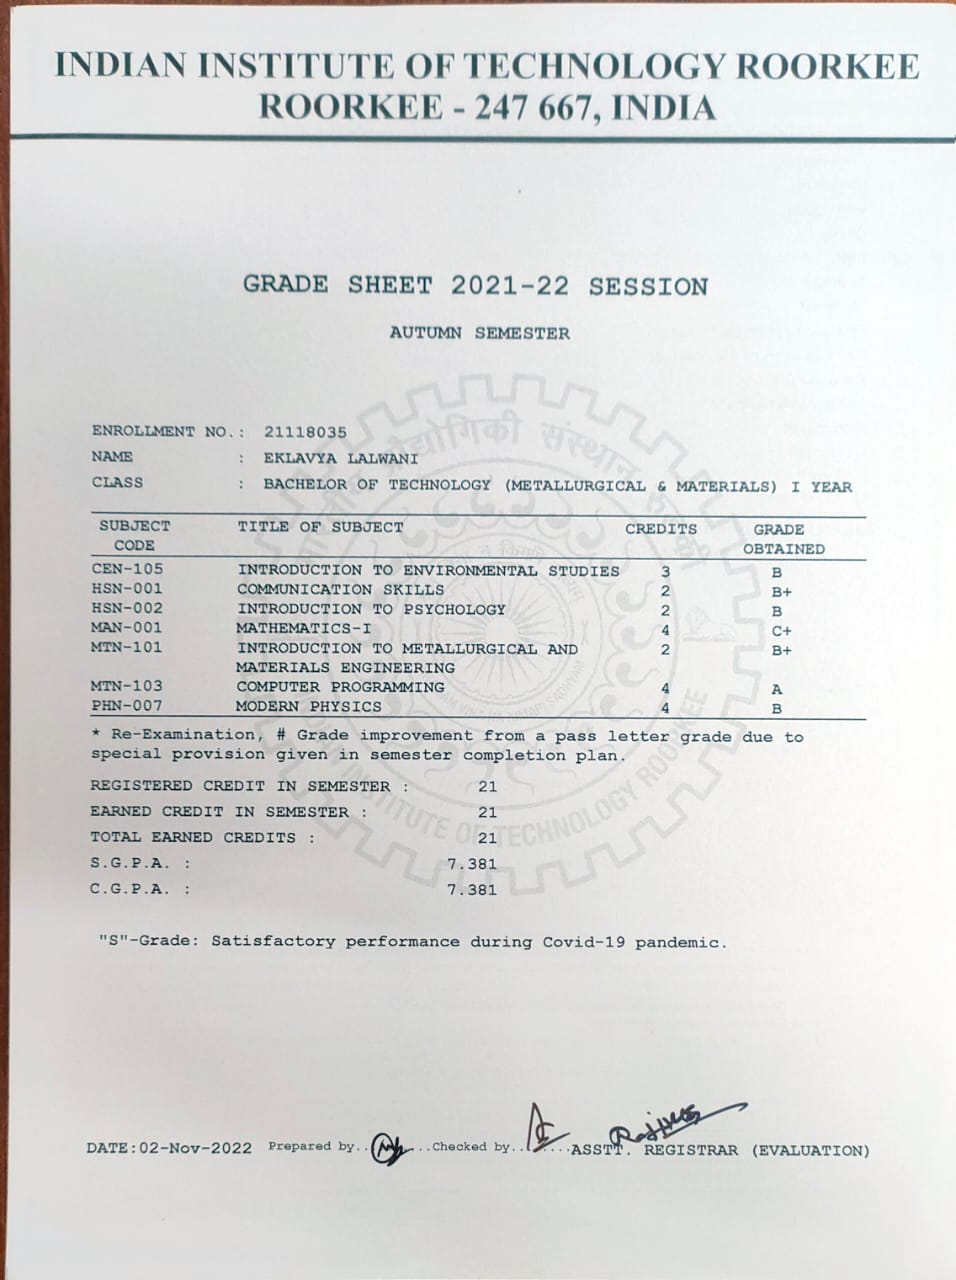 INDIAN INSTITUTE OF TECHNOLOGY ROORKEE
ROORKEE - 247 667, INDIA
GRADE SHEET 2021-22 SESSION
AUTUMN SEMESTER
ENROLLMENT NO.: 21118035
NAME : EKLAVYA LALWANI
CLASS : BACHELOR OF TECHNOLOGY (METALLURGICAL & MATERIALS) I YEAR
SUBJECT TITLE OF SUBJECT CREDITS GRADE
CODE OBTAINED
CEN-105 INTRODUCTION TO ENVIRONMENTAL STUDIES 3 B
HSN-001 COMMUNICATION SKILLS 2 B+
HSN-002 INTRODUCTION TO PSYCHOLOGY 2 B
MAN-001 MATHEMATICS-I 4 C+
MTN-101 INTRODUCTION TO METALLURGICAL AND 2 B+
MATERIALS ENGINEERING
MTN-103 COMPUTER PROGRAMMING 4 A
PHN-007 MODERN PHYSICS 4 B
* Re-Examination, # Grade improvement from a pass letter grade due to
special provision given in semester completion plan.
REGISTERED CREDIT IN SEMESTER : 21
EARNED CREDIT IN SEMESTER : 21
TOTAL EARNED CREDITS : 21
S.G.P.A. : 7.381
C.G.P.A. : 7.381
"S"-Grade: Satisfactory performance during Covid-19 pandemic.
DATE:02-Nov-2022 Prepared by.. ...Checked by.. ....ASSTT. REGISTRAR (EVALUATION)
INSTITUTE OF TECHNOLOGY ROORKEE